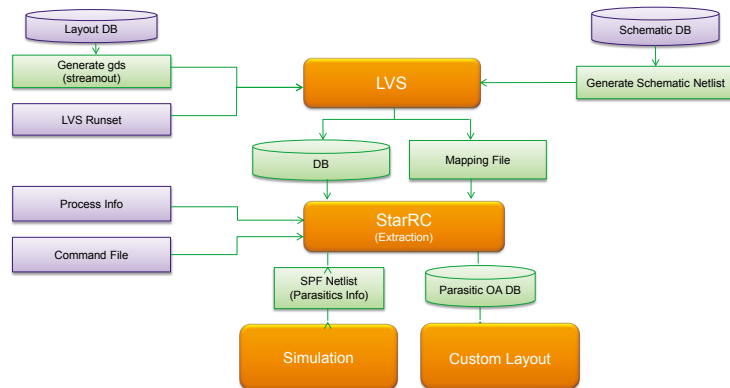 Layout DB
Schematic DB
Generate gds
(streamout)
LVS
Generate Schematic Netlist
LVS Runset
DB
Mapping File
Process Info
StarRC
(Extraction)
Command File
SPF Netlist
(Parasitics Info)
Parasitic OA DB
Simulation
Custom Layout